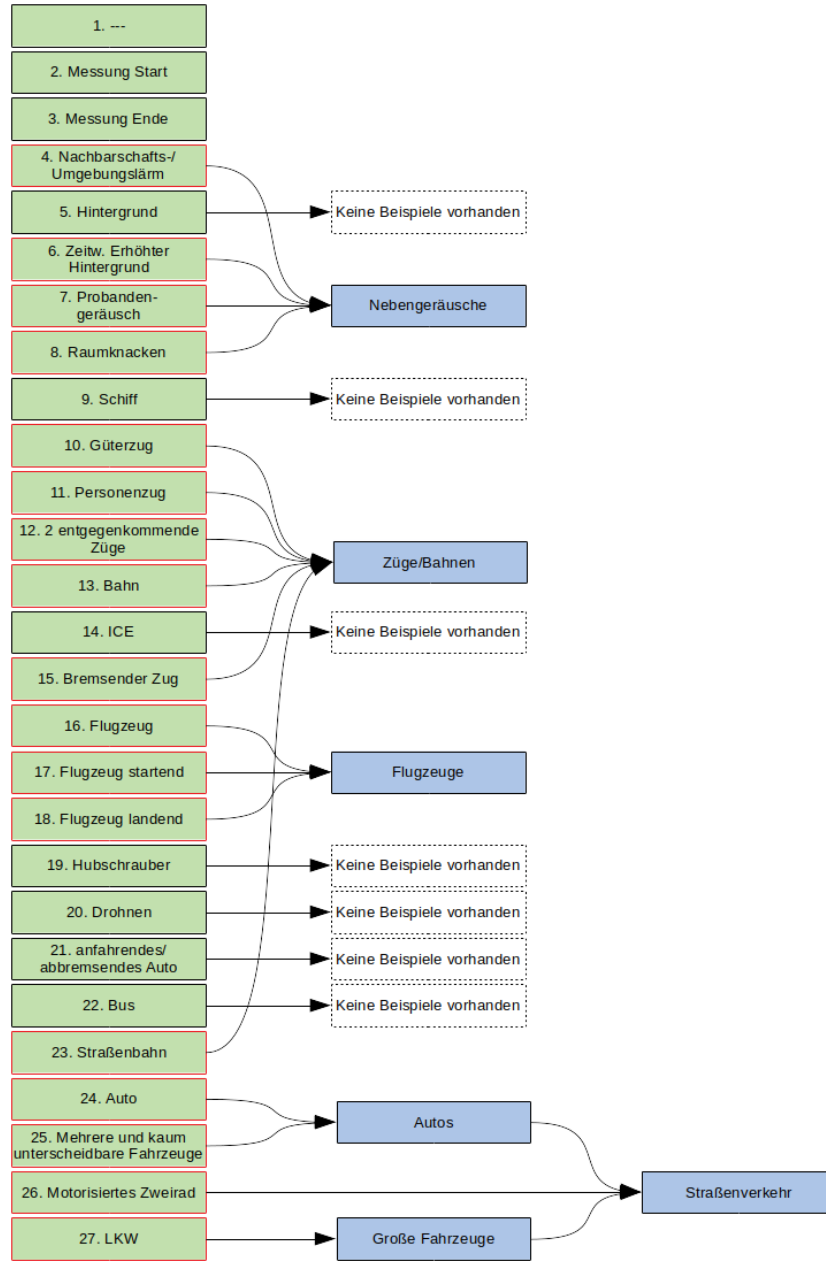 1. ---
2. Messung Start
3. Messung Ende
4. Nachbarschafts-/
Umgebungslärm
5. Hintergrund
Keine Beispiele vorhanden
6. Zeitw. Erhöhter
Hintergrund
7. Probanden-
geräusch
Nebengeräusche
8. Raumknacken
9. Schiff
Keine Beispiele vorhanden
10. Güterzug
11. Personenzug
12. 2 entgegenkommende
Züge
Züge/Bahnen
13. Bahn
14. ICE
Keine Beispiele vorhanden
15. Bremsender Zug
16. Flugzeug
17. Flugzeug startend
Flugzeuge
18. Flugzeug landend
19. Hubschrauber
Keine Beispiele vorhanden
20. Drohnen
Keine Beispiele vorhanden
21. anfahrendes/
abbremsendes Auto
Keine Beispiele vorhanden
22. Bus
Keine Beispiele vorhanden
23. Straßenbahn
24. Auto
Autos
25. Mehrere und kaum
unterscheidbare Fahrzeuge
26. Motorisiertes Zweirad
Straßenverkehr
27. LKW
Große Fahrzeuge